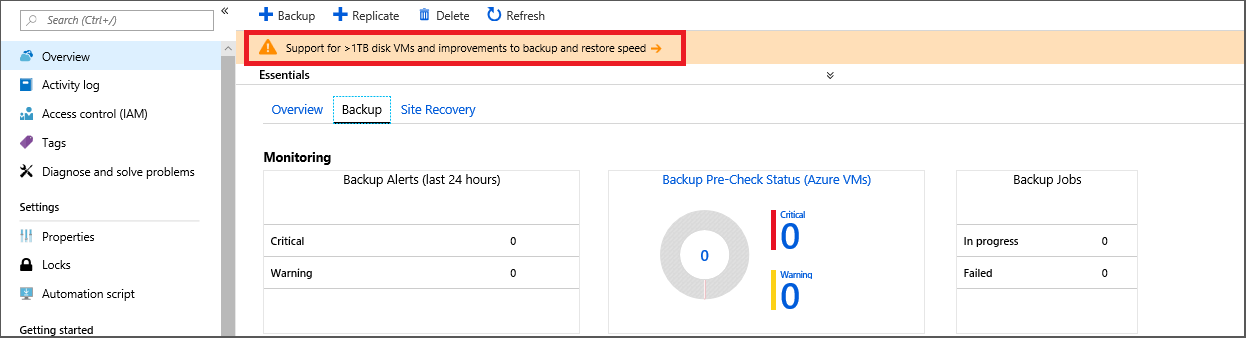 Search (Ctrl+/)
«
Overview
Activity log
Access control (IAM)
Tags
Diagnose and solve problems
Settings
Properties
Locks
Automation script
Getting started
+ Backup + Replicate Delete Refresh
Support for >1TB disk VMs and improvements to backup and restore speed →
Essentials
Overview Backup Site Recovery
Monitoring
Backup Alerts (last 24 hours)
Critical 0
Warning 0
Backup Pre-Check Status (Azure VMs)
0
Critical
0
Warning
0
Backup Jobs
In progress 0
Failed 0